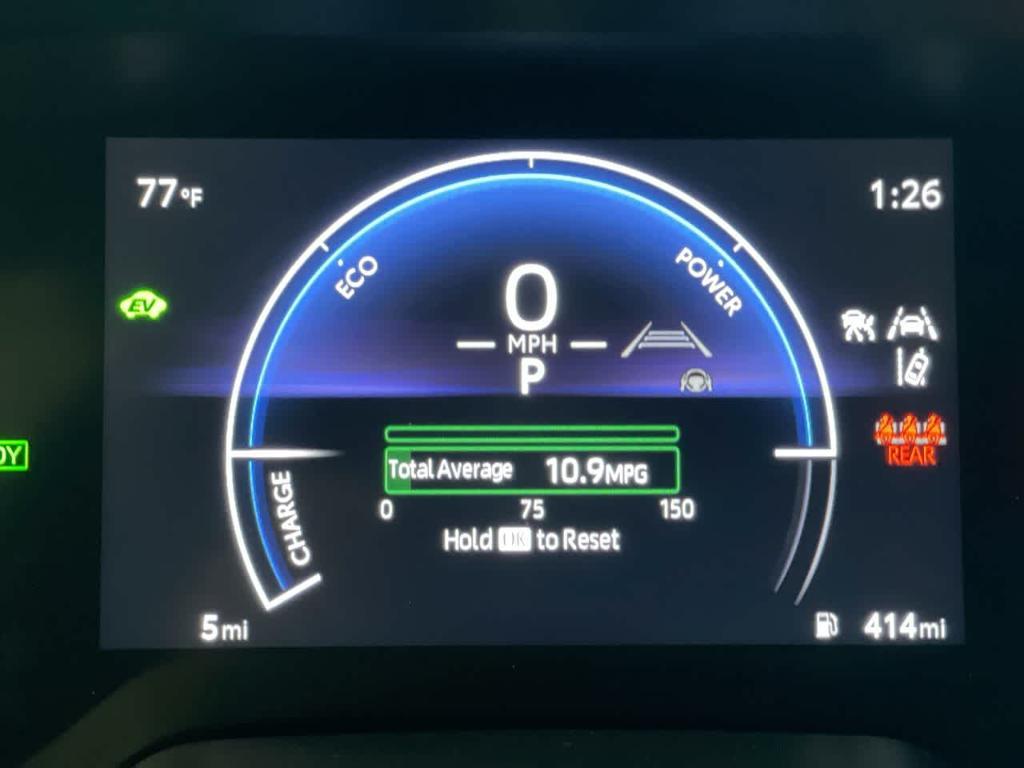 77°F
1:26
ECO
POWER
0
EV
MPH
P
DY
REAR
Total Average 10.9MPG
0 75 150
CHARGE
Hold OK to Reset
5mi
414mi